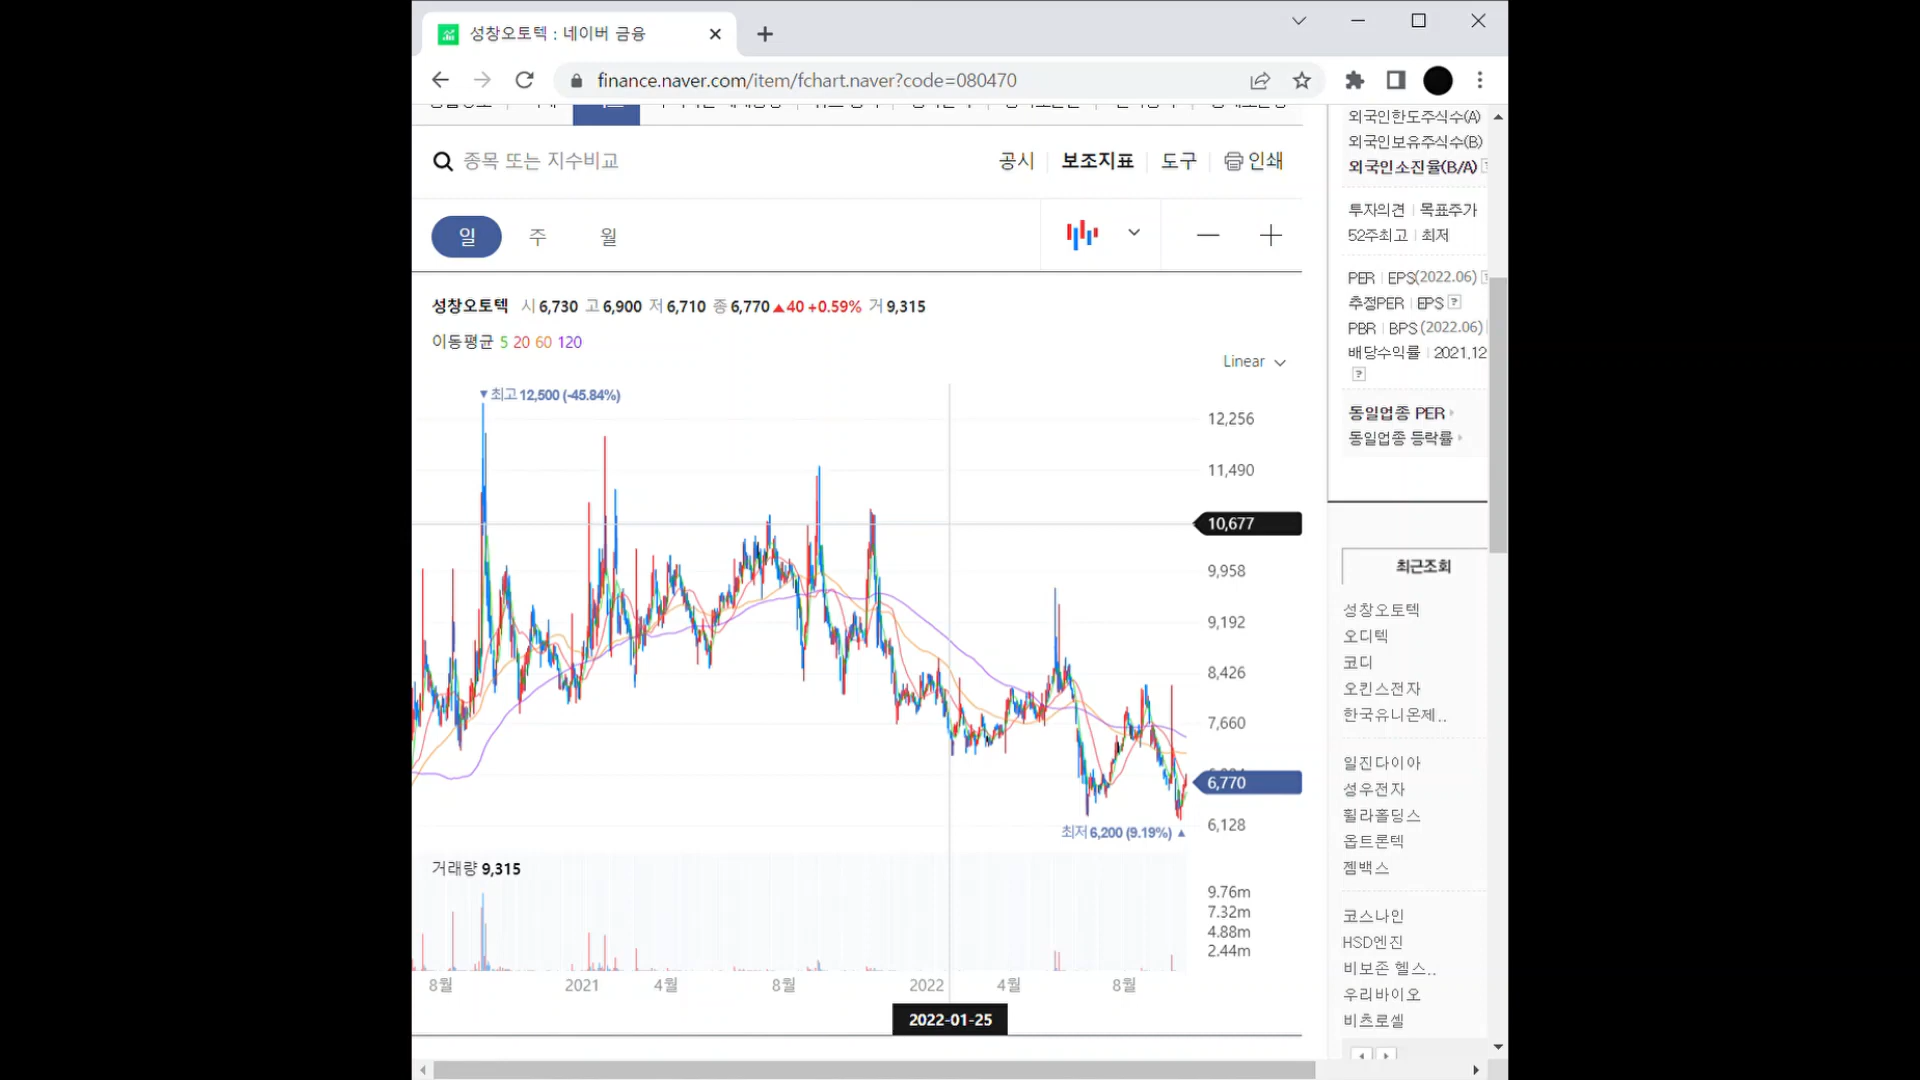 성창오토텍 : 네이버 금융
finance.naver.com/item/fchart.naver?code=080470
종목 또는 지수비교
공시 보조지표 도구 인쇄
일 주 월
성창오토텍 시 6,730 고 6,900 저 6,710 종 6,770 ▲40 +0.59% 거 9,315
이동평균 5 20 60 120
Linear
▼최고 12,500 (-45.84%)
12,256
11,490
10,677
9,958
9,192
8,426
7,660
6,770
6,128
최저 6,200 (9.19%) ▲
거래량 9,315
9.76m
7.32m
4.88m
2.44m
8월 2021 4월 8월 2022 4월 8월
2022-01-25
외국인한도주식수(A)
외국인보유주식수(B)
외국인소진율(B/A) ?
투자의견 | 목표주가
52주최고 | 최저
PER | EPS(2022.06) ?
추정PER | EPS ?
PBR | BPS (2022.06)
배당수익률 | 2021.12
?
동일업종 PER
동일업종 등락률
최근조회
성창오토텍
오디텍
코디
오킨스전자
한국유니온제..
일진다이아
성우전자
휠라홀딩스
옵트론텍
젬백스
코스나인
HSD엔진
비보존 헬스..
우리바이오
비츠로셀